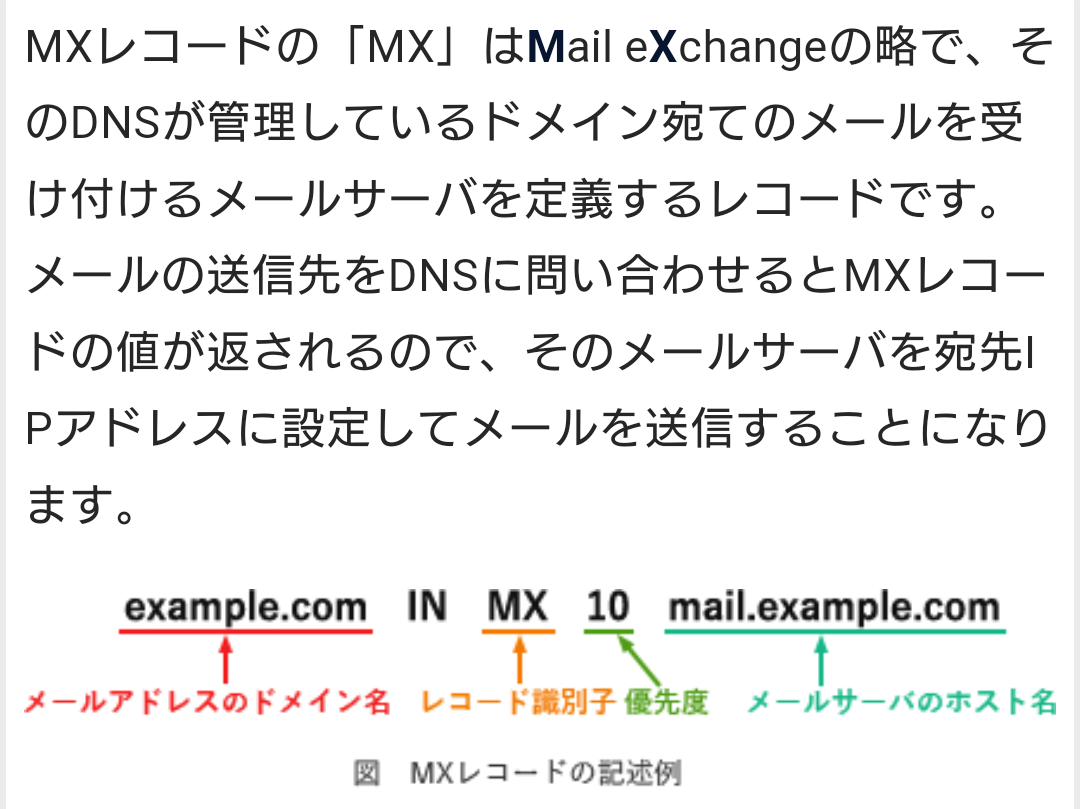 MXレコードの「MX」はMail eXchangeの略で、そ
のDNSが管理しているドメイン宛てのメールを受
け付けるメールサーバを定義するレコードです。
メールの送信先をDNSに問い合わせるとMXレコー
ドの値が返されるので、そのメールサーバを宛先I
Pアドレスに設定してメールを送信することになり
ます。
example.com IN MX 10 mail.example.com
メールアドレスのドメイン名 レコード識別子 優先度 メールサーバのホスト名
図　MXレコードの記述例